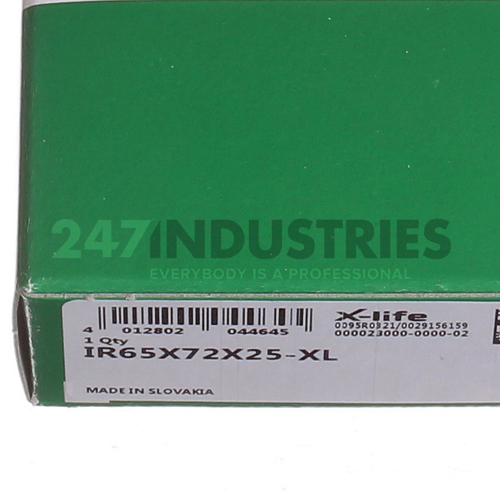 247INDUSTRIES
EVERYBODY IS A PROFESSIONAL
4 012802 044645
X-life
0095R0321/0029156159
000023000-0000-02
1 Qty
IR65X72X25-XL
MADE IN SLOVAKIA